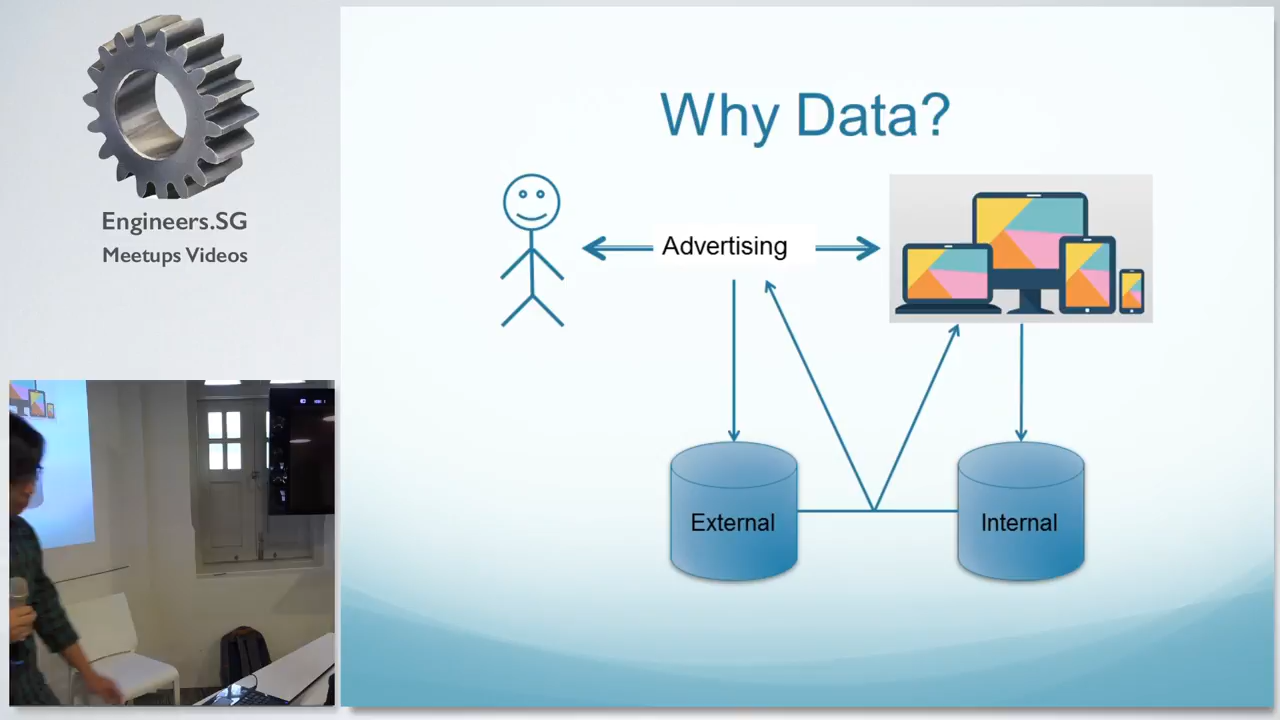 Engineers.SG
Meetups Videos
Why Data?
Advertising
External
Internal